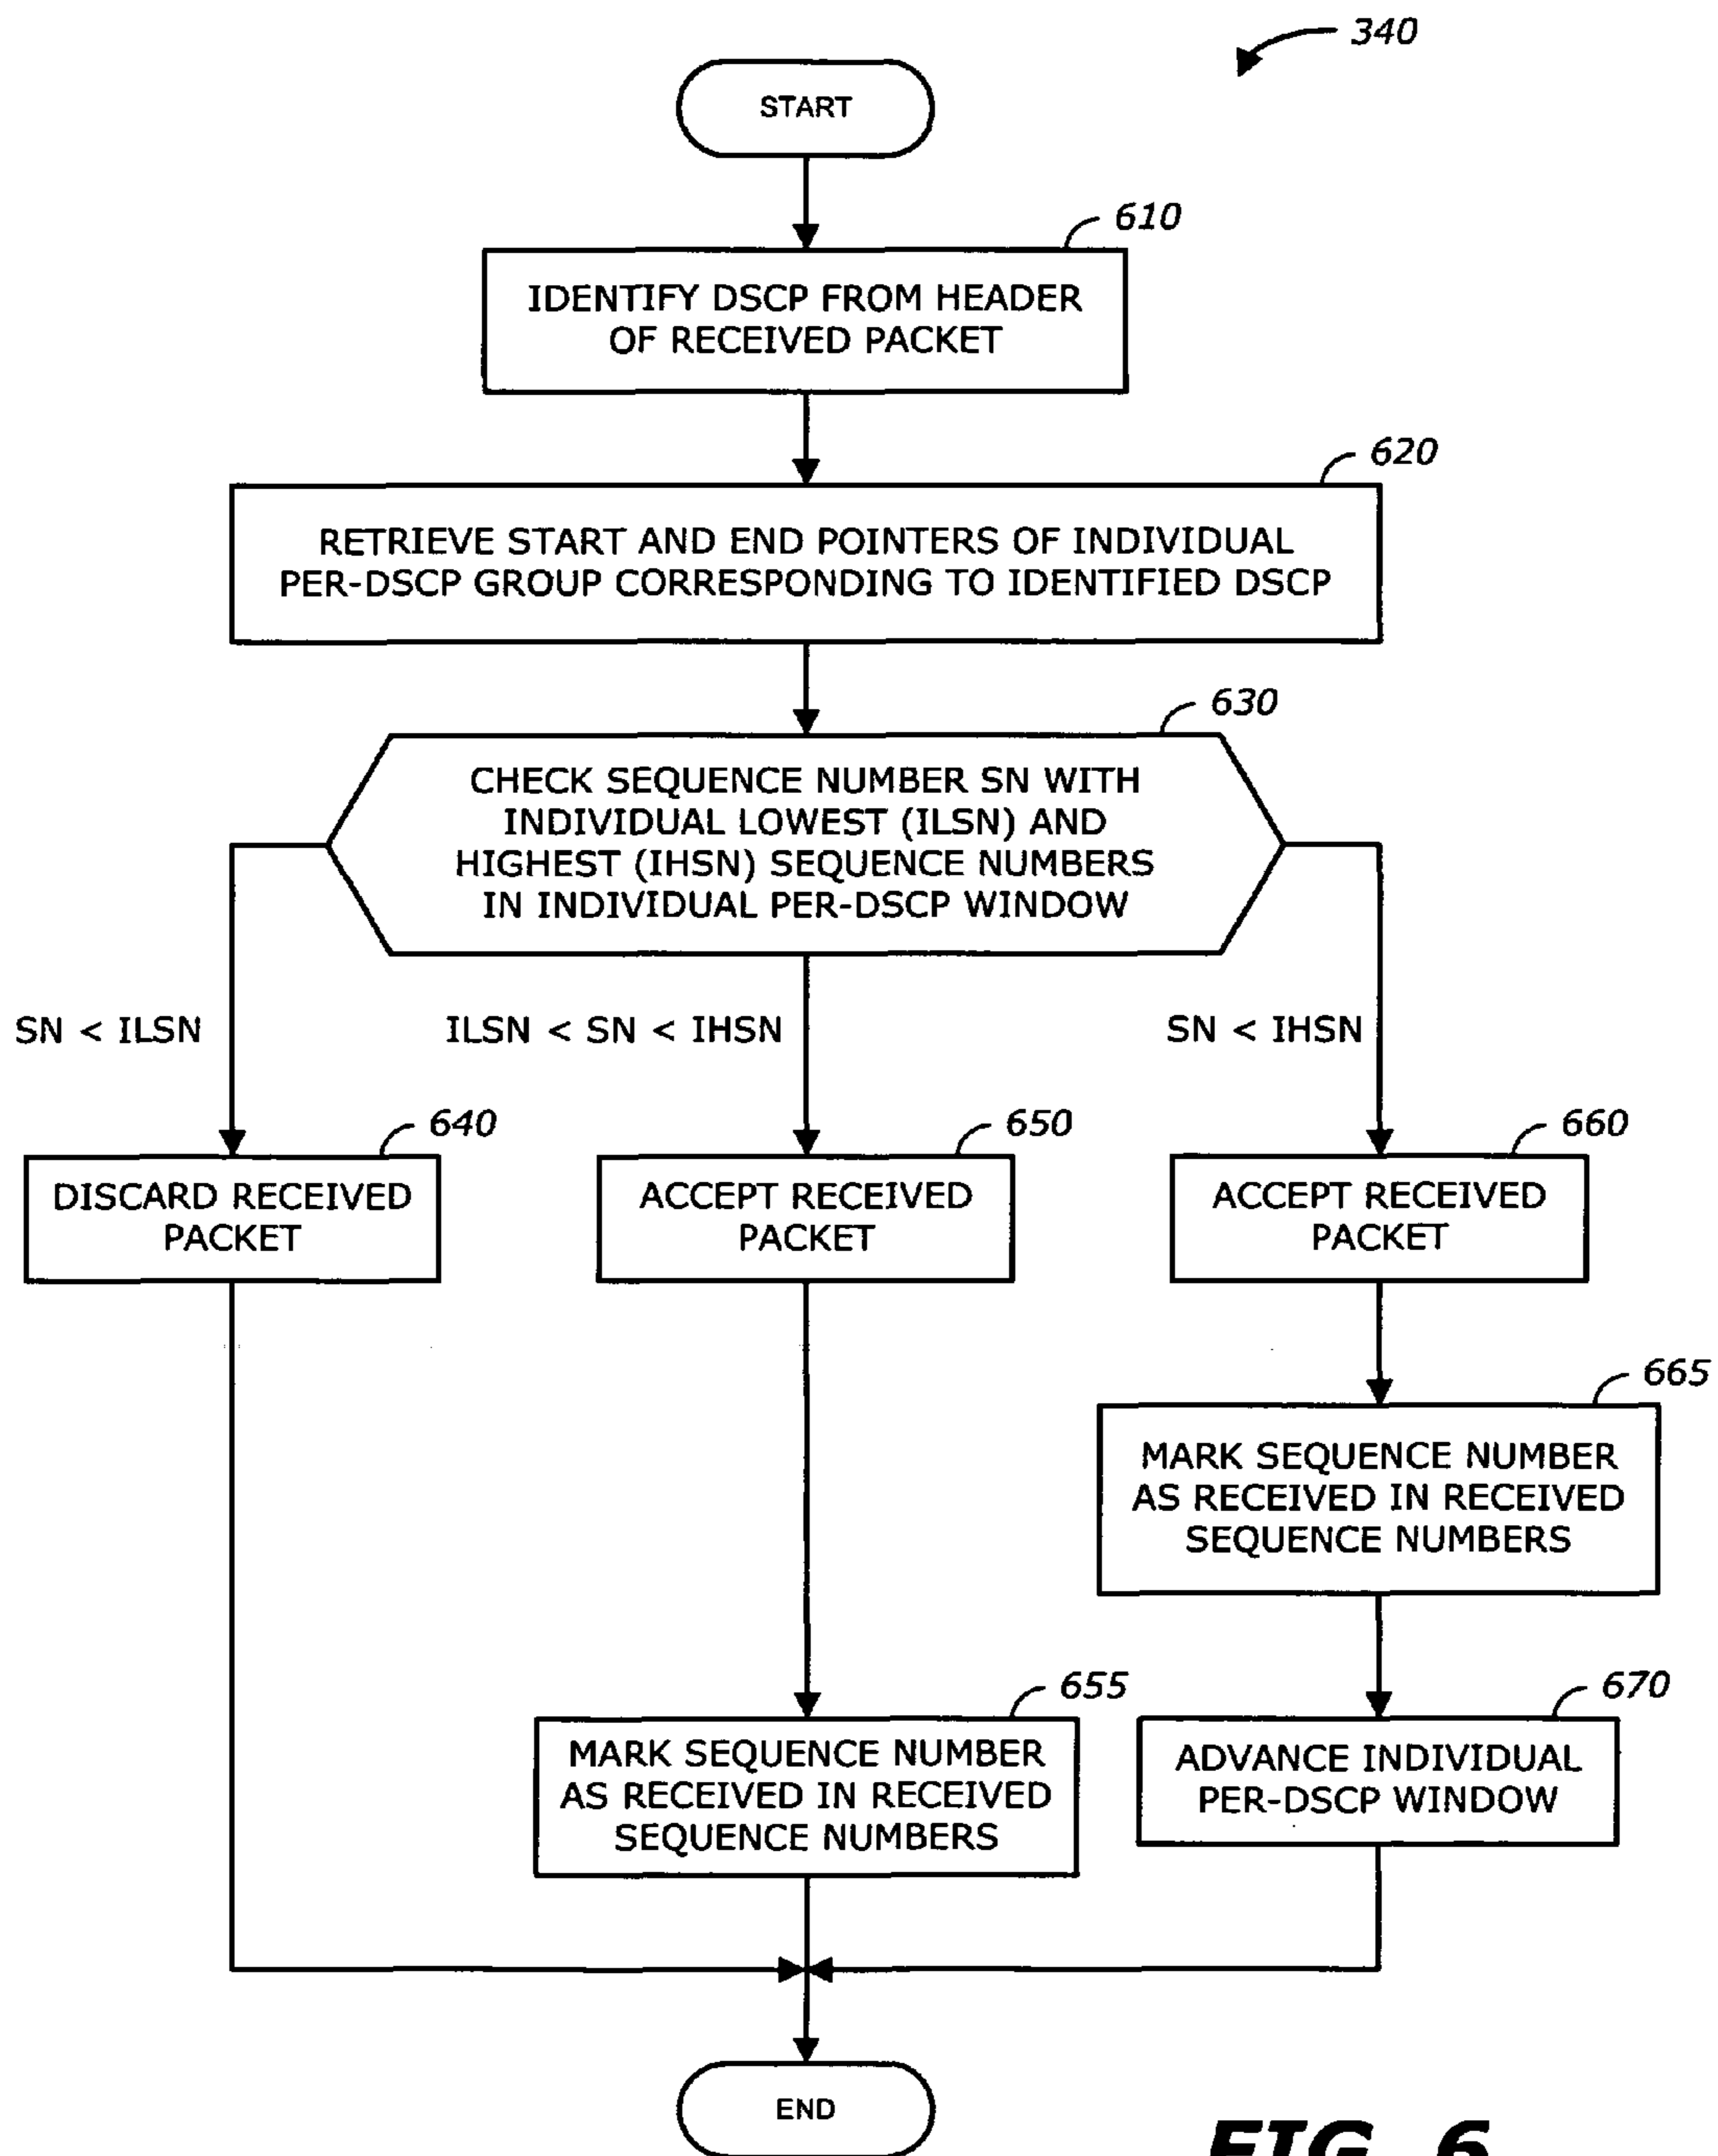 340
START
610
IDENTIFY DSCP FROM HEADER
OF RECEIVED PACKET
620
RETRIEVE START AND END POINTERS OF INDIVIDUAL
PER-DSCP GROUP CORRESPONDING TO IDENTIFIED DSCP
630
CHECK SEQUENCE NUMBER SN WITH
INDIVIDUAL LOWEST (ILSN) AND
HIGHEST (IHSN) SEQUENCE NUMBERS
IN INDIVIDUAL PER-DSCP WINDOW
SN < ILSN
ILSN < SN < IHSN
SN < IHSN
640
DISCARD RECEIVED
PACKET
650
ACCEPT RECEIVED
PACKET
660
ACCEPT RECEIVED
PACKET
665
MARK SEQUENCE NUMBER
AS RECEIVED IN RECEIVED
SEQUENCE NUMBERS
655
MARK SEQUENCE NUMBER
AS RECEIVED IN RECEIVED
SEQUENCE NUMBERS
670
ADVANCE INDIVIDUAL
PER-DSCP WINDOW
END
FIG. 6